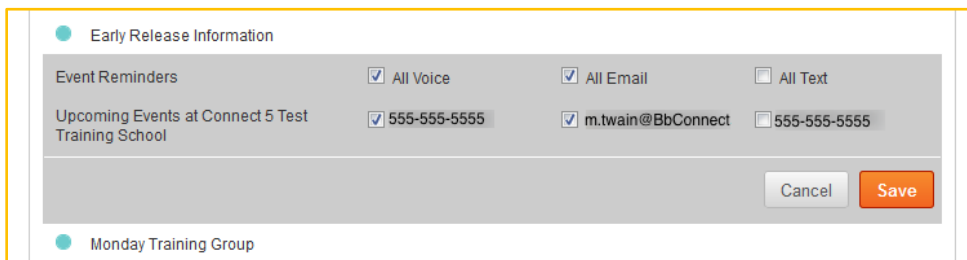 Early Release Information
Event Reminders All Voice All Email All Text
Upcoming Events at Connect 5 Test
Training School 555-555-5555 m.twain@BbConnect 555-555-5555
Cancel Save
Monday Training Group